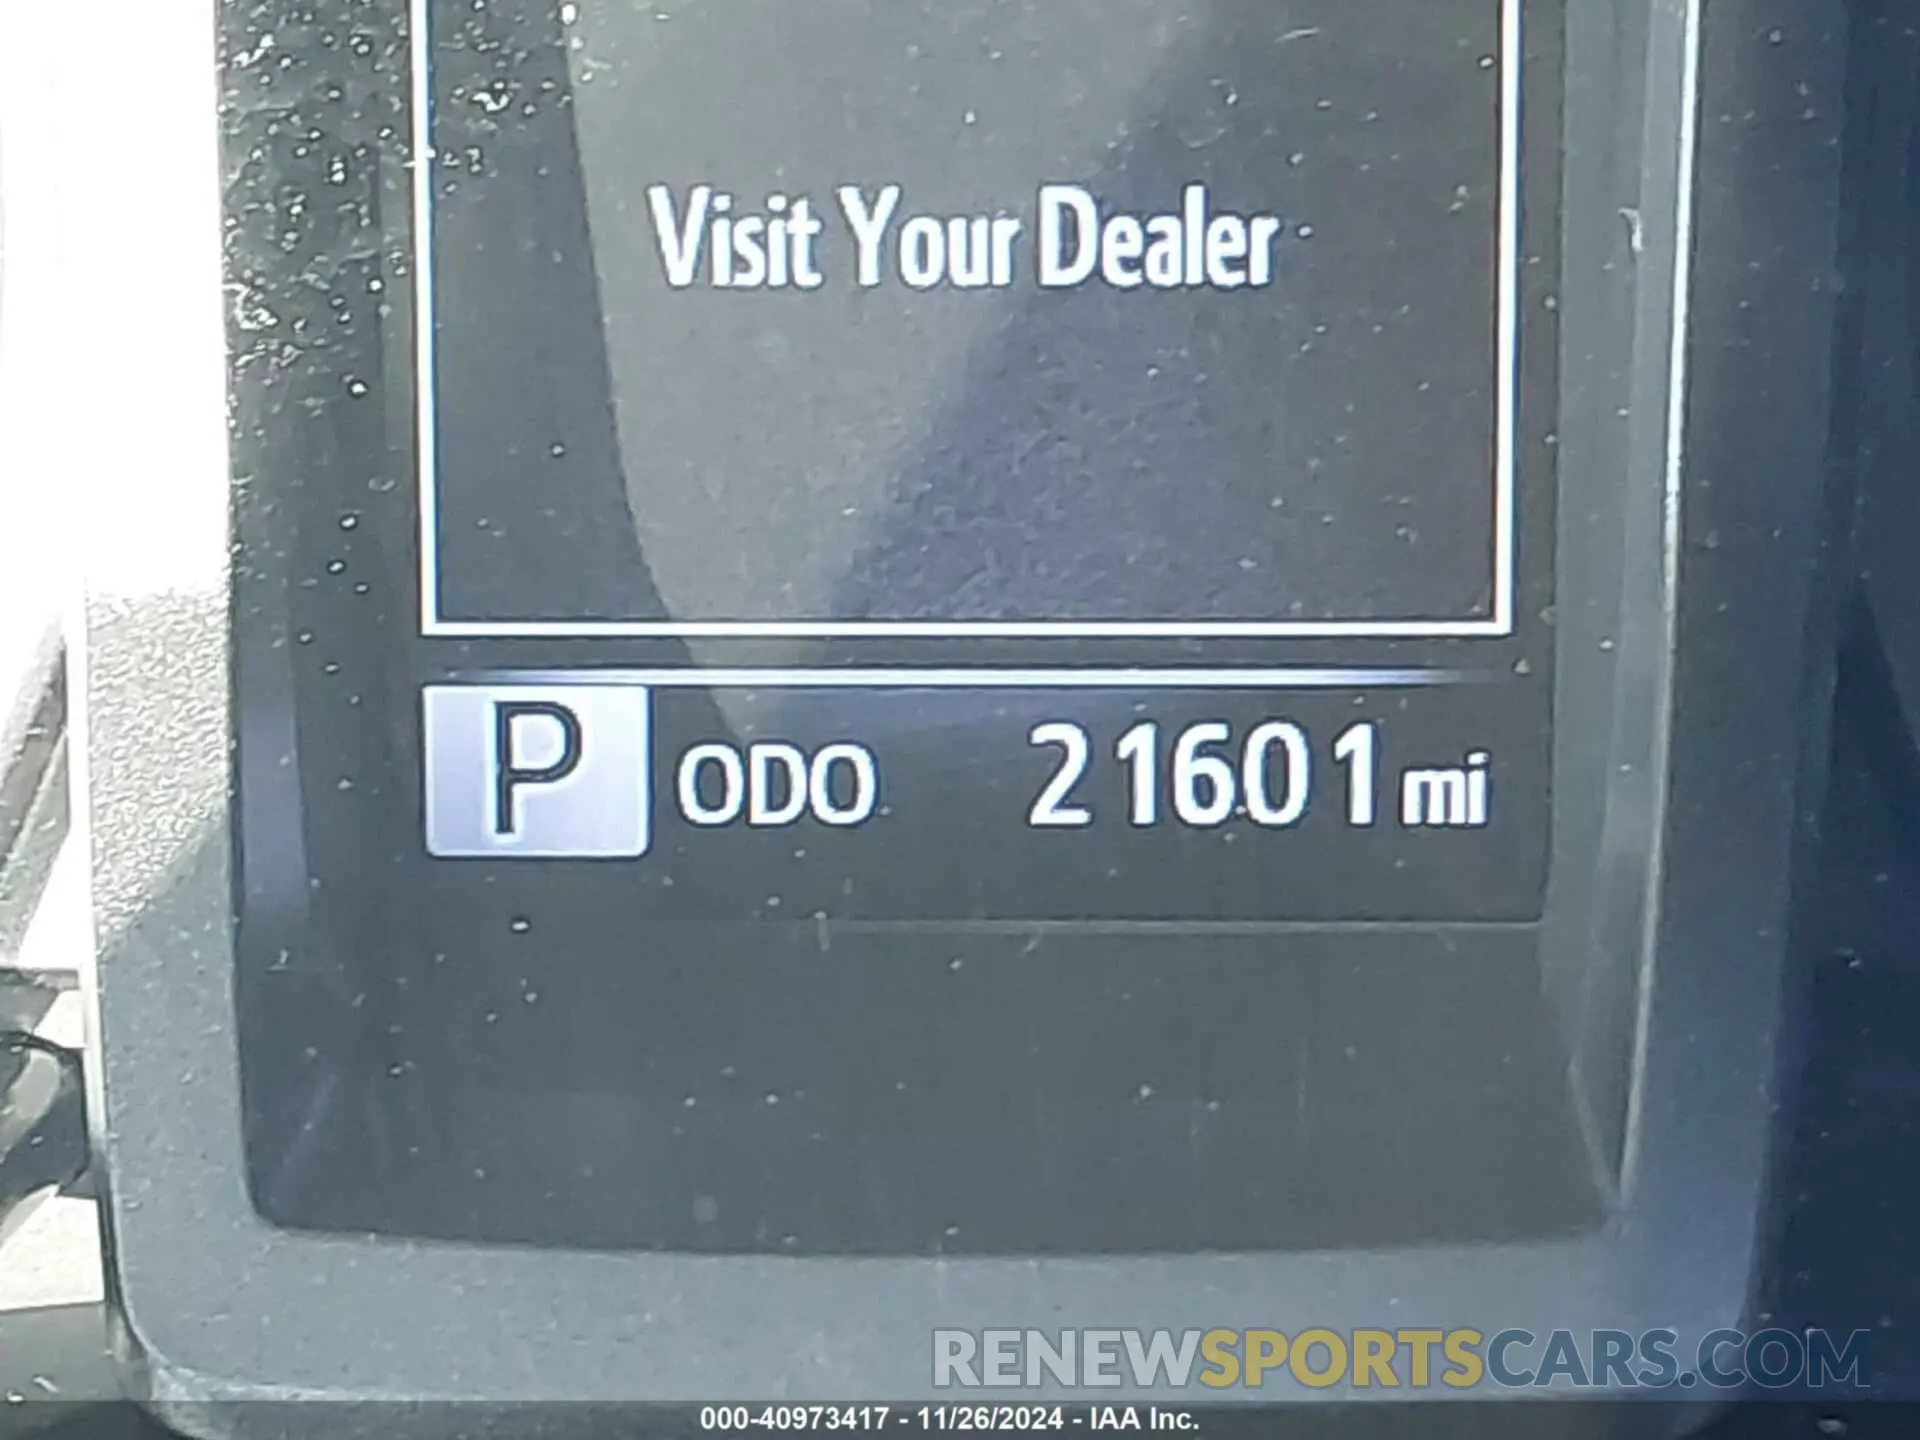 Visit Your Dealer
P ODO 21601 mi
RENEWSPORTSCARS.COM
000-40973417 - 11/26/2024 - IAA Inc.